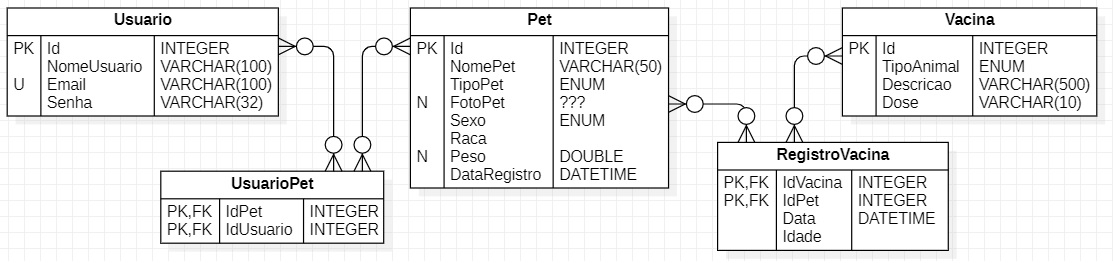 Usuario
PK Id INTEGER
NomeUsuario VARCHAR(100)
U Email VARCHAR(100)
Senha VARCHAR(32)
Pet
PK Id INTEGER
NomePet VARCHAR(50)
TipoPet ENUM
N FotoPet ???
Sexo ENUM
Raca
N Peso DOUBLE
DataRegistro DATETIME
Vacina
PK Id INTEGER
TipoAnimal ENUM
Descricao VARCHAR(500)
Dose VARCHAR(10)
UsuarioPet
PK,FK IdPet INTEGER
PK,FK IdUsuario INTEGER
RegistroVacina
PK,FK IdVacina INTEGER
PK,FK IdPet INTEGER
Data DATETIME
Idade